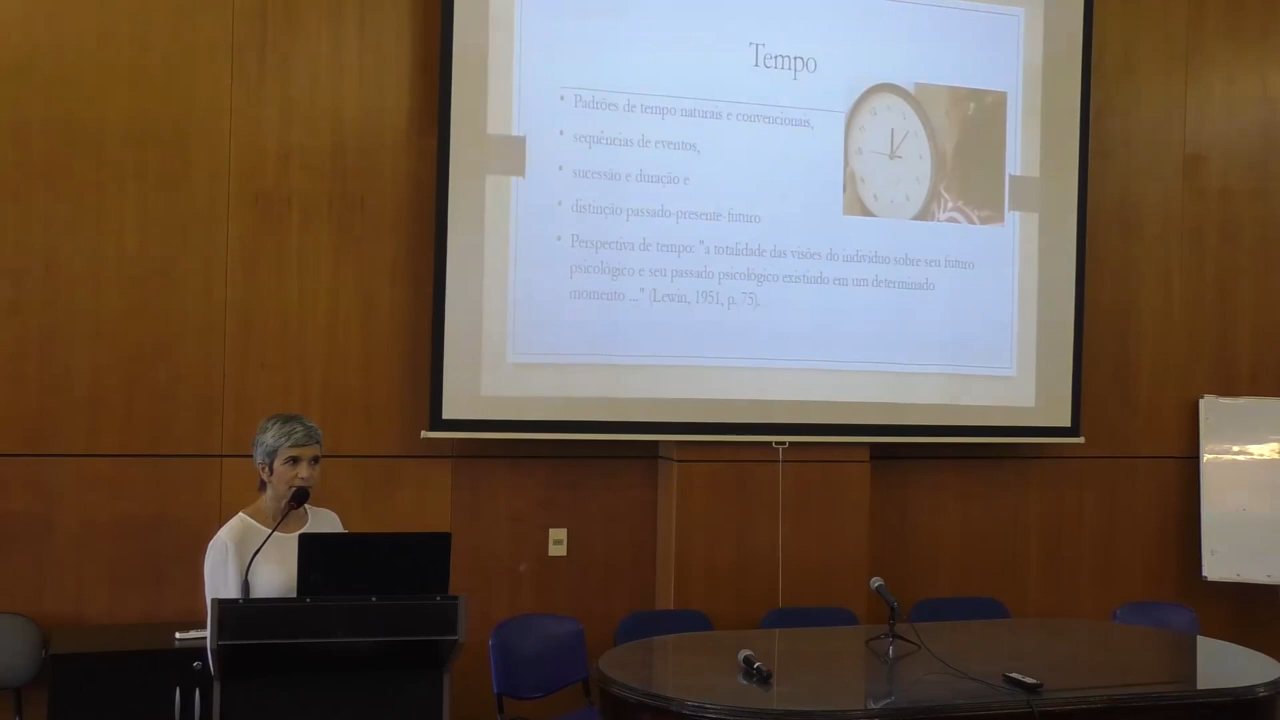 Tempo
• Padrões de tempo naturais e convencionais,
• sequências de eventos,
• sucessão e duração e
• distinção passado-presente-futuro
• Perspectiva de tempo: "a totalidade das visões do indivíduo sobre seu futuro
psicológico e seu passado psicológico existindo em um determinado
momento ..." (Lewin, 1951, p. 75).